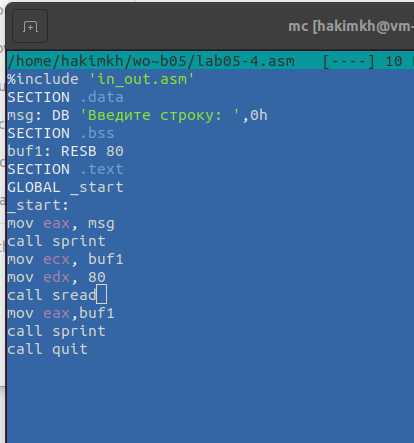 mc [hakimkh@vm-
/home/hakimkh/wo~b05/lab05-4.asm   [----] 10
%include 'in_out.asm'
SECTION .data
msg: DB 'Введите строку: ',0h
SECTION .bss
buf1: RESB 80
SECTION .text
GLOBAL _start
_start:
mov eax, msg
call sprint
mov ecx, buf1
mov edx, 80
call sread
mov eax,buf1
call sprint
call quit